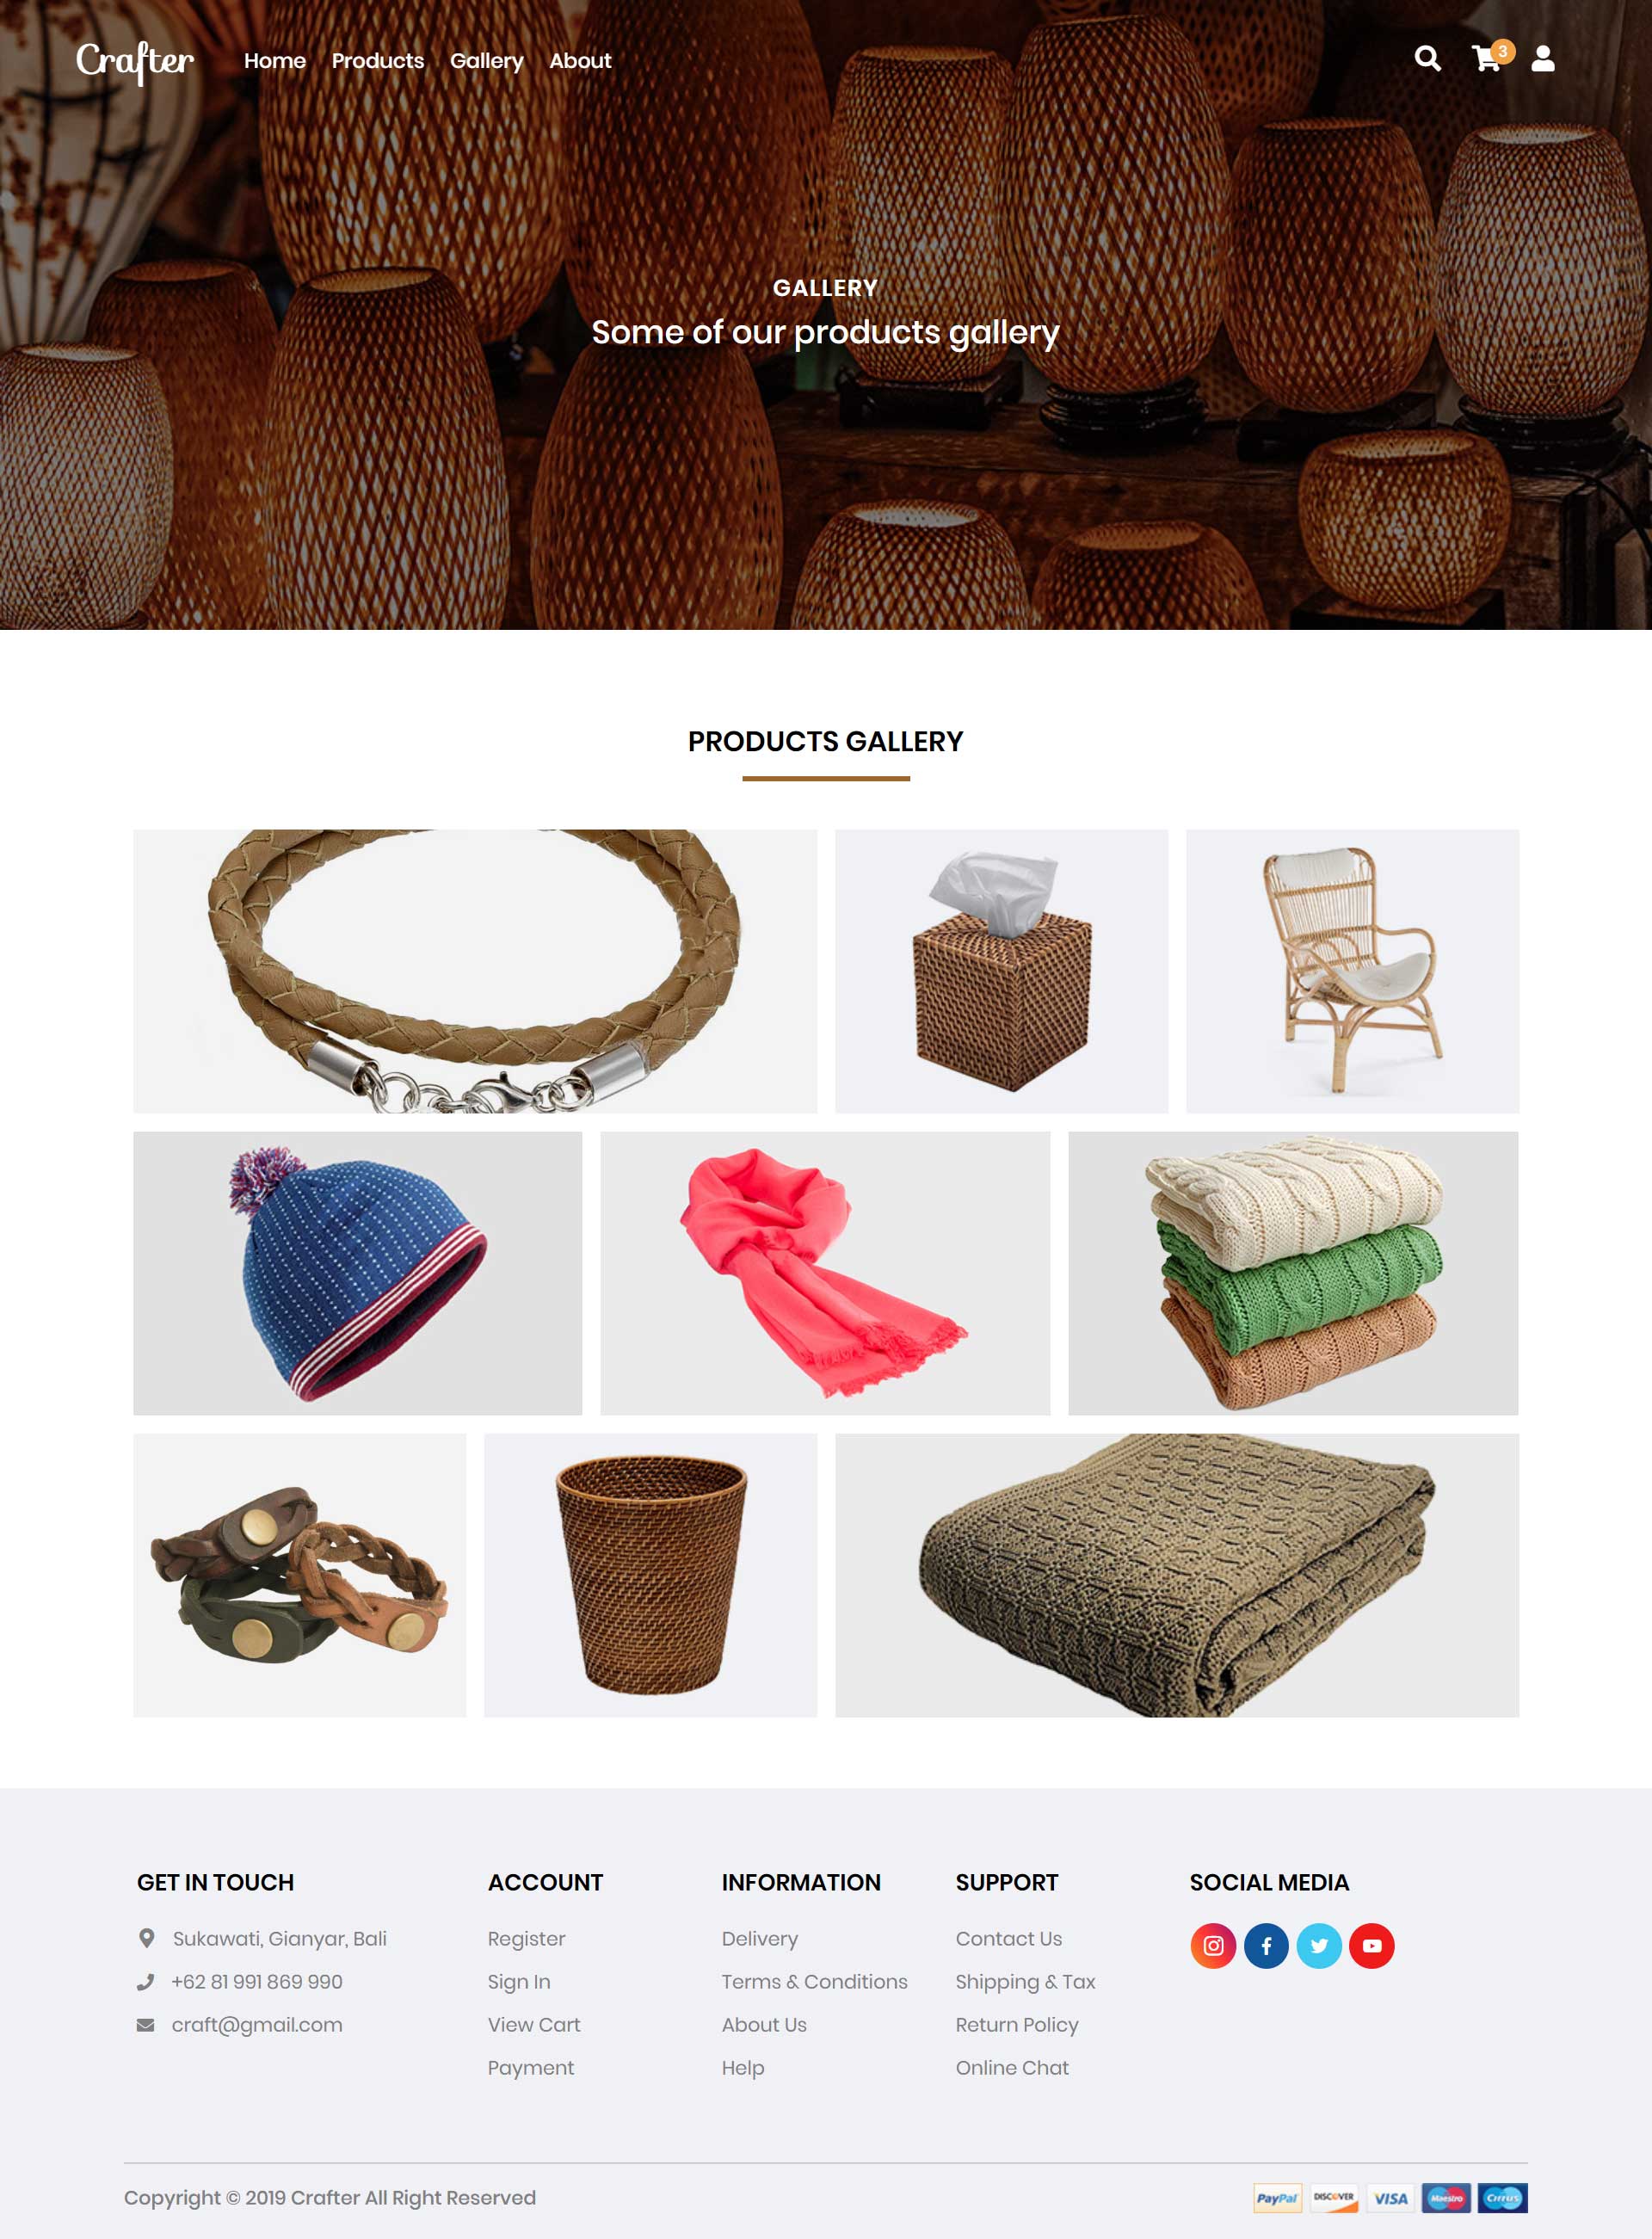 Crafter
Home Products Gallery About
3
GALLERY
Some of our products gallery
PRODUCTS GALLERY
GET IN TOUCH
Sukawati, Gianyar, Bali
+62 81 991 869 990
craft@gmail.com
ACCOUNT
Register
Sign In
View Cart
Payment
INFORMATION
Delivery
Terms & Conditions
About Us
Help
SUPPORT
Contact Us
Shipping & Tax
Return Policy
Online Chat
SOCIAL MEDIA
Copyright © 2019 Crafter All Right Reserved
PayPal DISCOVER VISA Maestro Cirrus